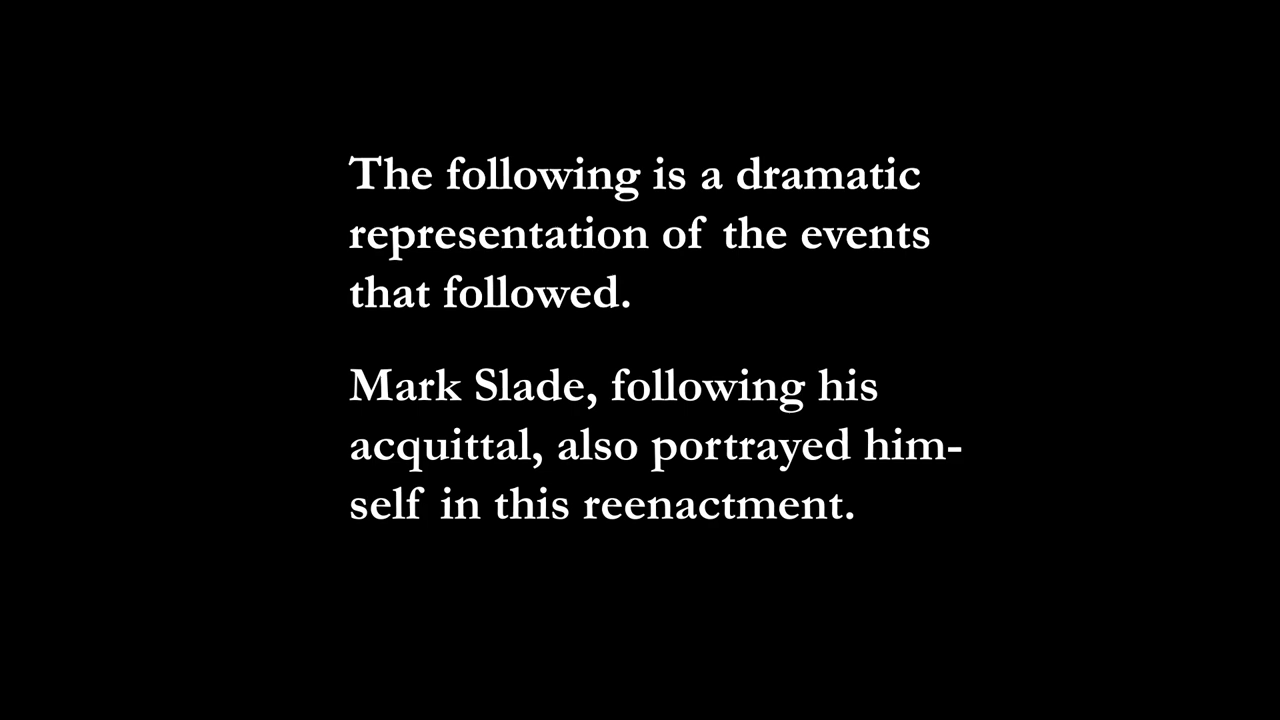 The following is a dramatic
representation of the events
that followed.
Mark Slade, following his
acquittal, also portrayed him-
self in this reenactment.